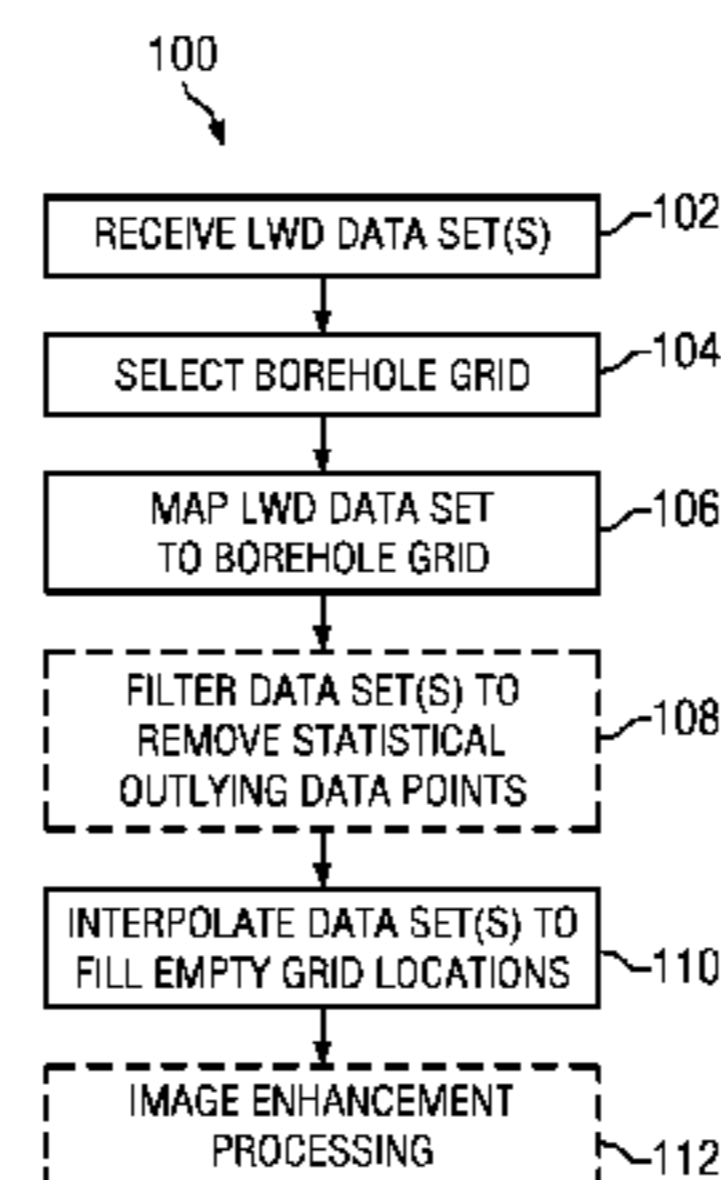 100
RECEIVE LWD DATA SET(S)
102
SELECT BOREHOLE GRID
104
MAP LWD DATA SET
TO BOREHOLE GRID
106
FILTER DATA SET(S) TO
REMOVE STATISTICAL
OUTLYING DATA POINTS
108
INTERPOLATE DATA SET(S) TO
FILL EMPTY GRID LOCATIONS
110
IMAGE ENHANCEMENT
PROCESSING
112